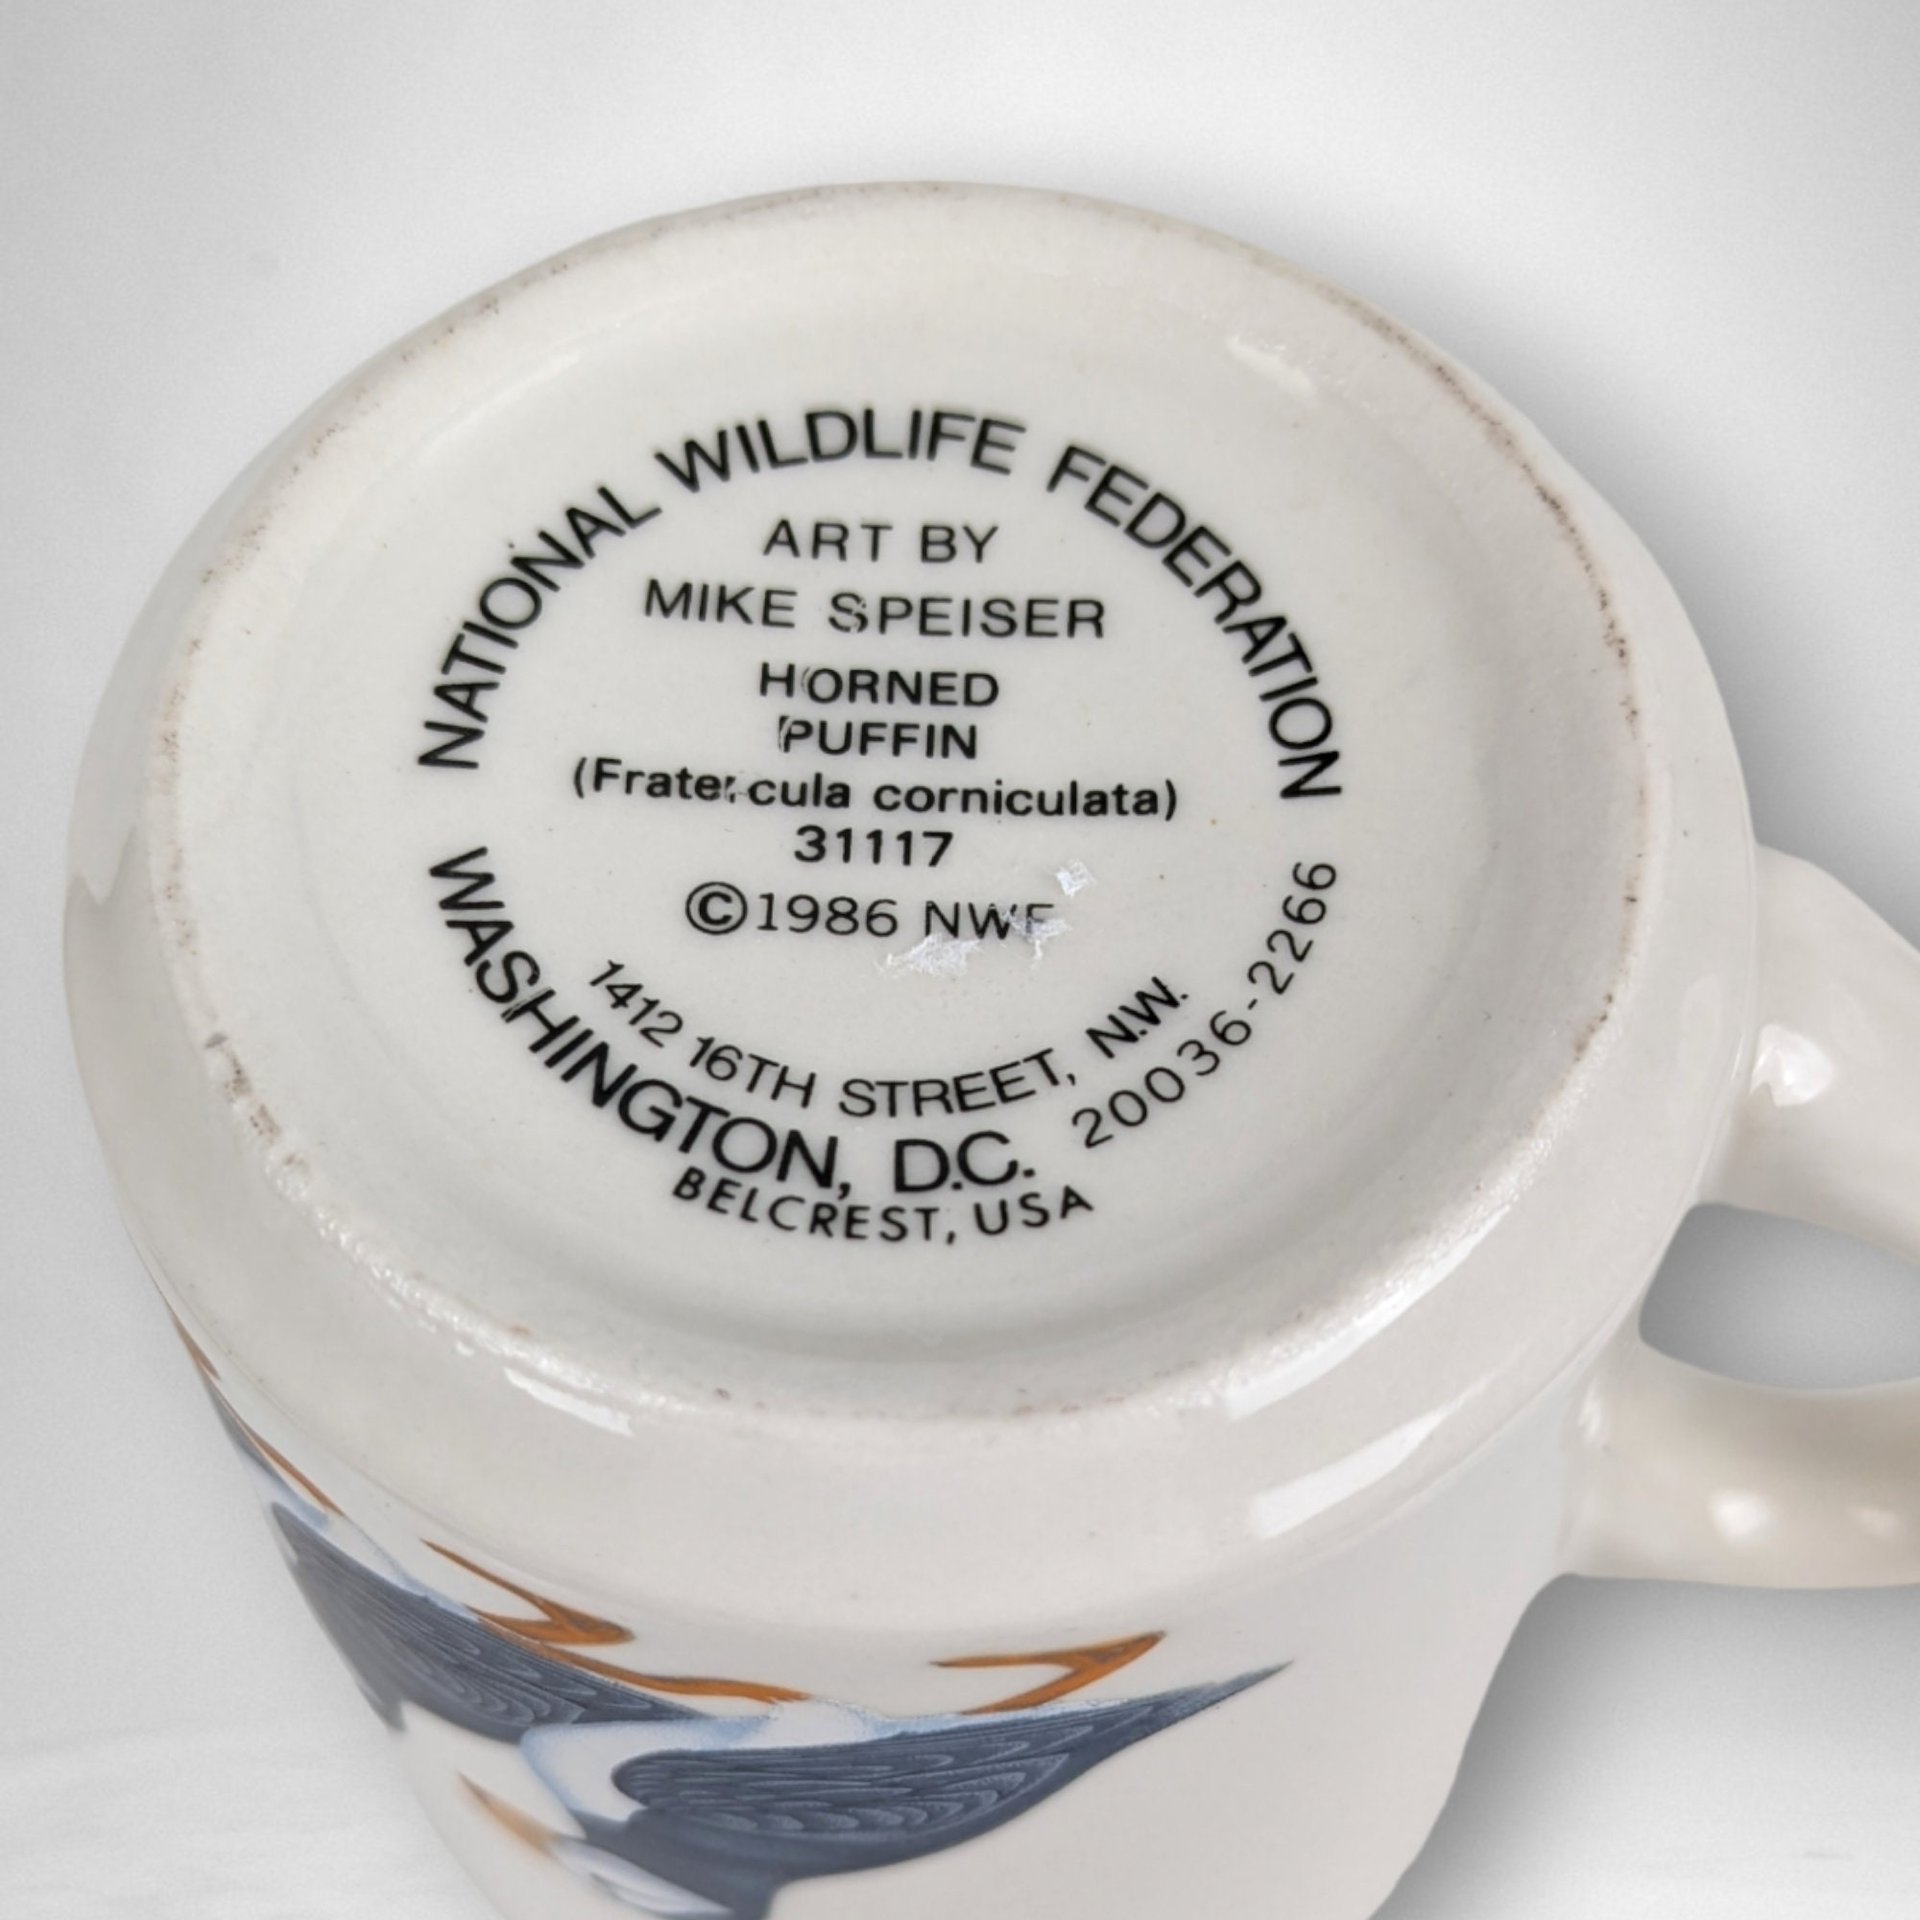 NATIONAL WILDLIFE FEDERATION
ART BY
MIKE SPEISER
HORNED
PUFFIN
(Fratercula corniculata)
31117
©1986 NWF
1412 16TH STREET, N.W.
WASHINGTON, D.C. 20036-2266
BELCREST, USA